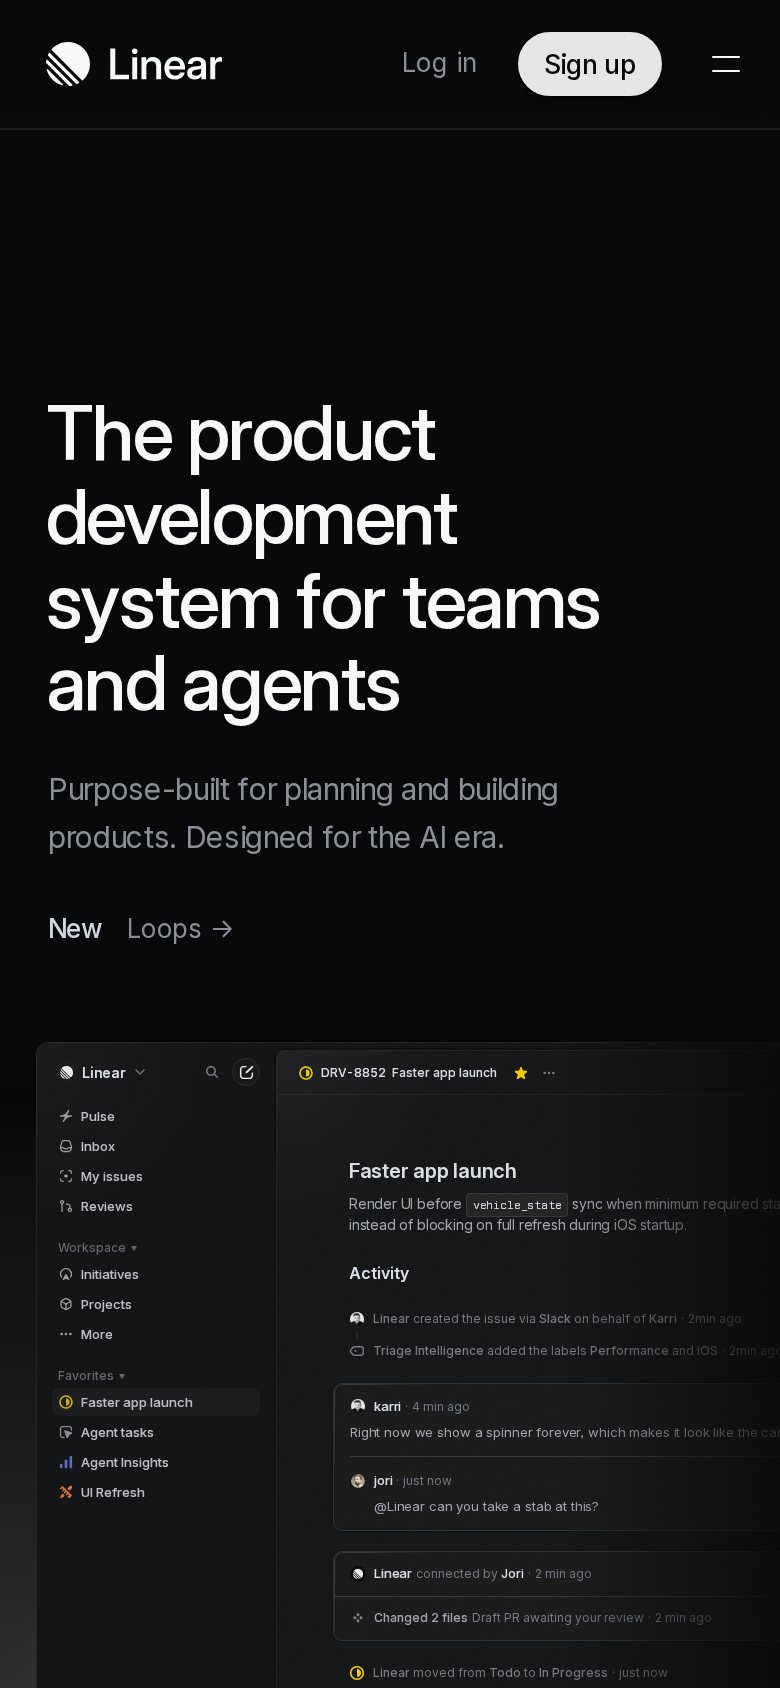 Linear
Log in
Sign up
The product
development
system for teams
and agents
Purpose-built for planning and building
products. Designed for the AI era.
New Loops →
Linear
Pulse
Inbox
My issues
Reviews
Workspace
Initiatives
Projects
More
Favorites
Faster app launch
Agent tasks
Agent Insights
UI Refresh
DRV-8852 Faster app launch
Faster app launch
Render UI before vehicle_state sync when minimum required
instead of blocking on full refresh during iOS startup.
Activity
Linear created the issue via Slack on behalf of Karri · 2min ago
Triage Intelligence added the labels Performance and iOS · 2min ago
karri · 4 min ago
Right now we show a spinner forever, which makes it look like the
jori · just now
@Linear can you take a stab at this?
Linear connected by Jori · 2 min ago
Changed 2 files Draft PR awaiting your review · 2 min ago
Linear moved from Todo to In Progress · just now